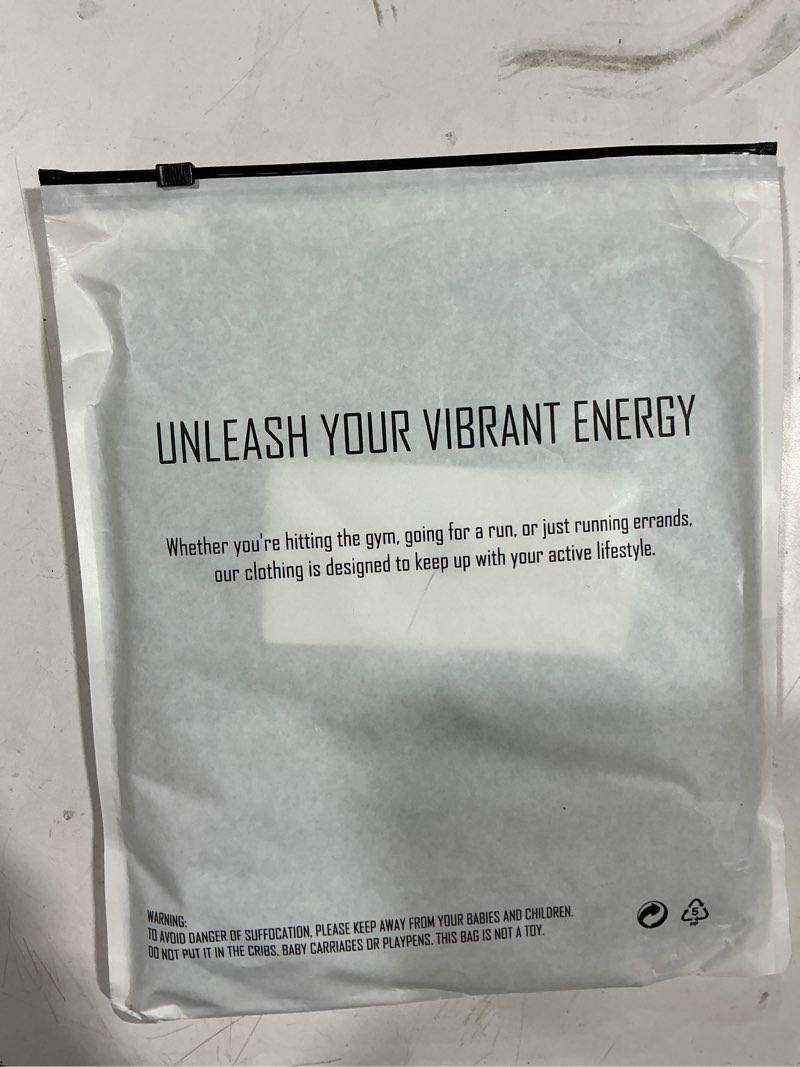 UNLEASH YOUR VIBRANT ENERGY
Whether you're hitting the gym, going for a run, or just running errands,
our clothing is designed to keep up with your active lifestyle.
WARNING:
TO AVOID DANGER OF SUFFOCATION, PLEASE KEEP AWAY FROM YOUR BABIES AND CHILDREN.
DO NOT PUT IT IN THE CRIBS. BABY CARRIAGES OR PLAYPENS. THIS BAG IS NOT A TOY.
5
PP